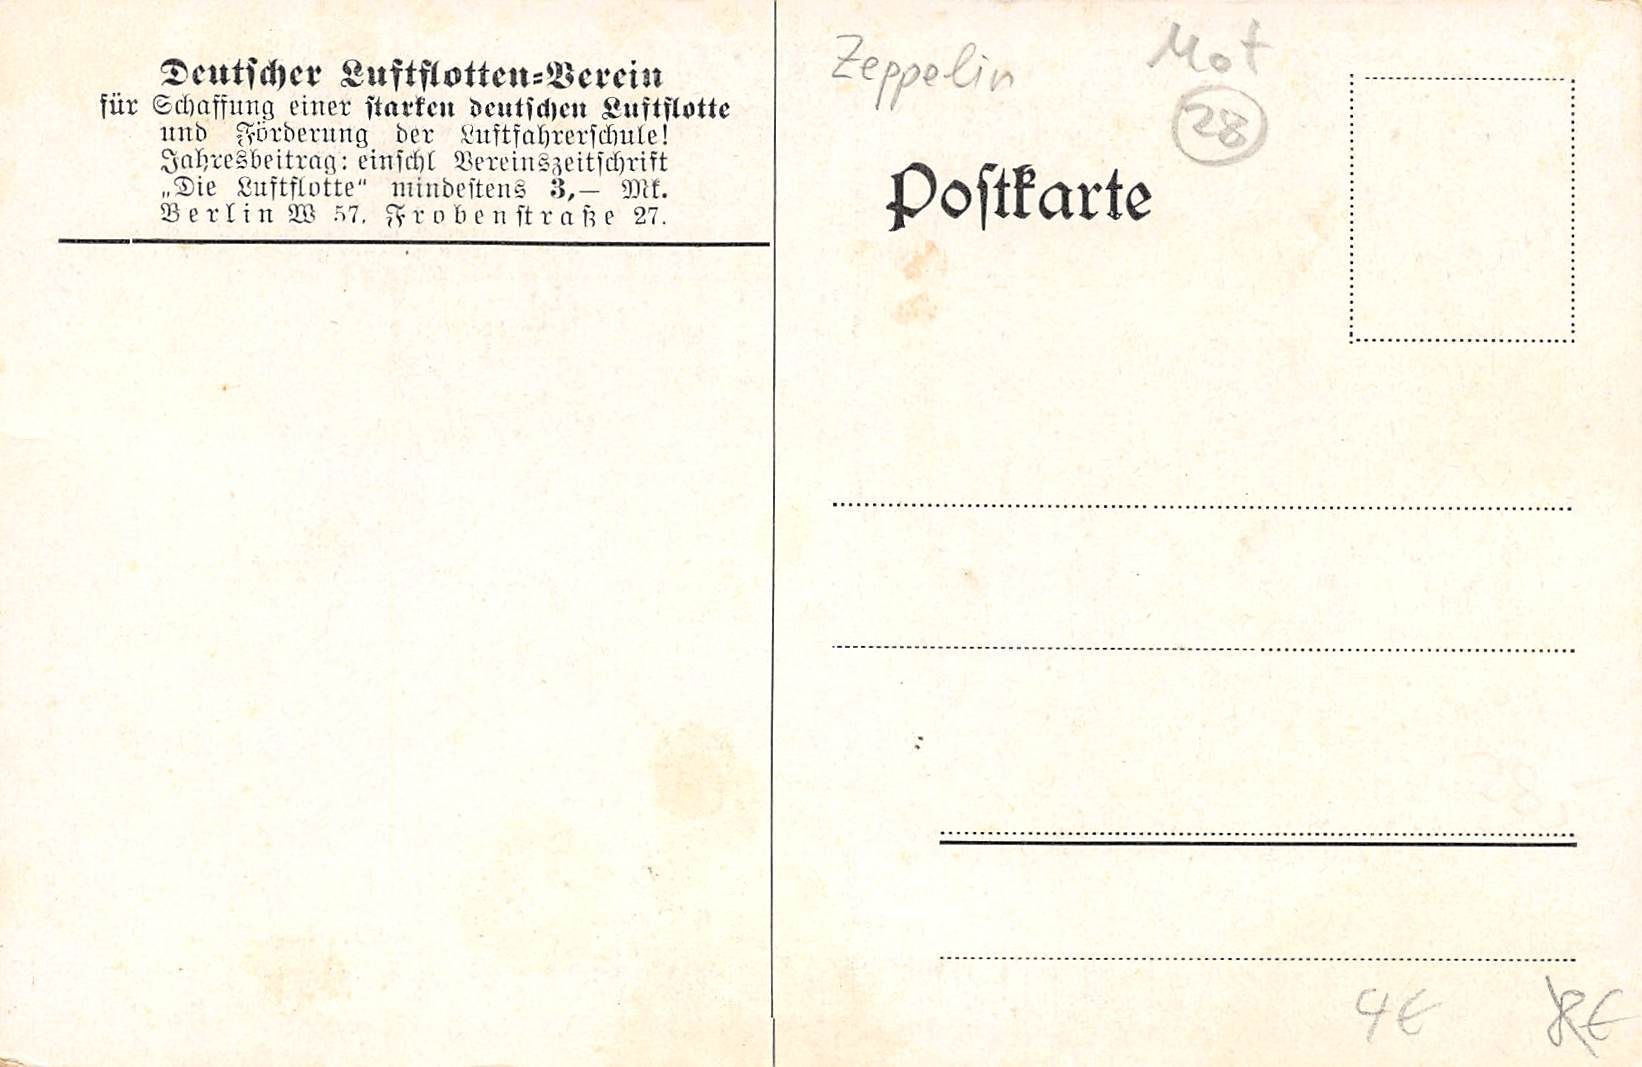 Deutscher Luftflotten-Verein
für Schaffung einer starken deutschen Luftflotte
und Förderung der Luftfahrerschule!
Jahresbeitrag: einschl Vereinszeitschrift
„Die Luftflotte“ mindestens 3,— Mk.
Berlin W 57. Frobenstraße 27.
Zeppelin
Mot
28
Postkarte
4€
8€